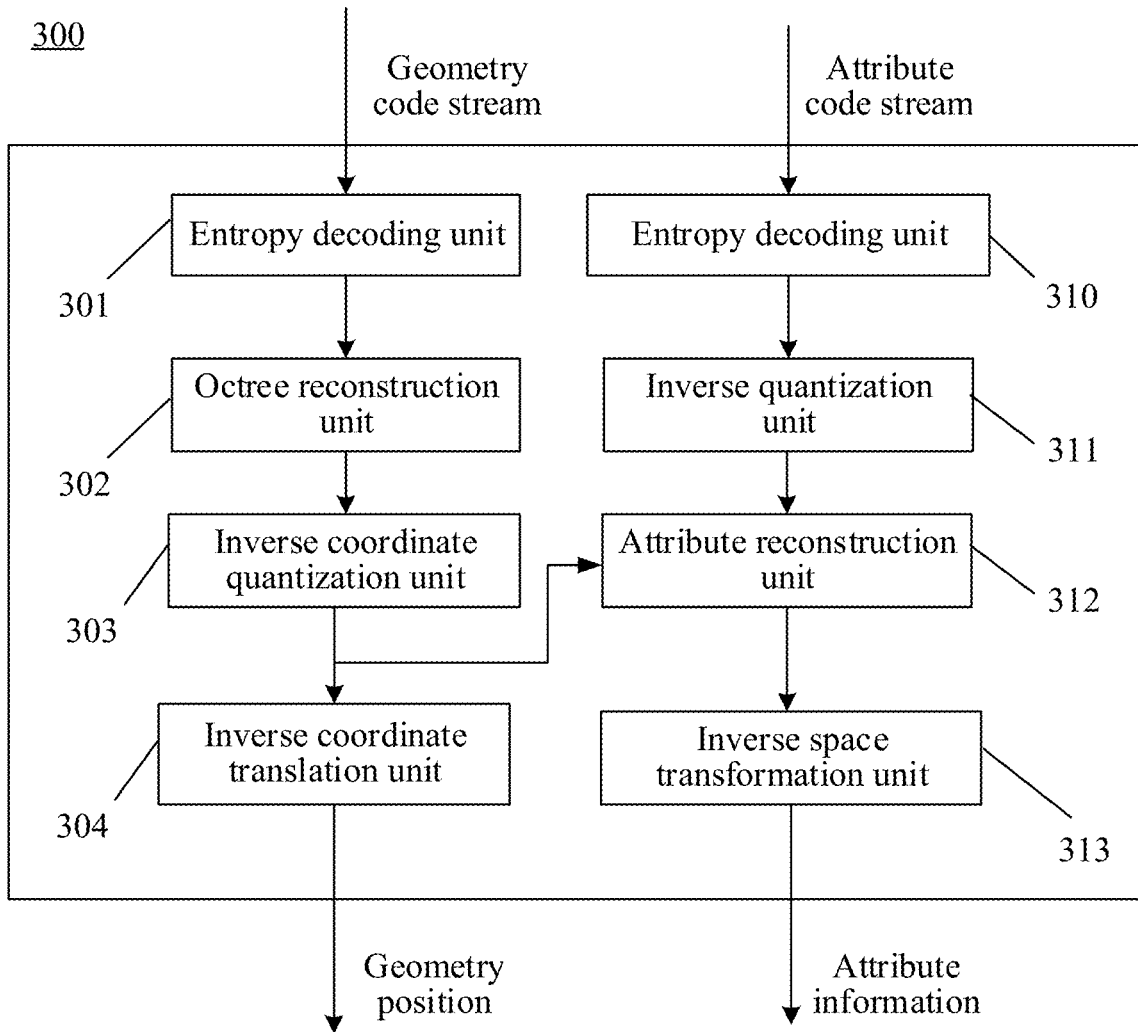 300
Geometry
code stream
Attribute
code stream
Entropy decoding unit
Entropy decoding unit
301
310
Octree reconstruction
unit
Inverse quantization
unit
302
311
Inverse coordinate
quantization unit
Attribute reconstruction
unit
303
312
Inverse coordinate
translation unit
Inverse space
transformation unit
304
313
Geometry
position
Attribute
information